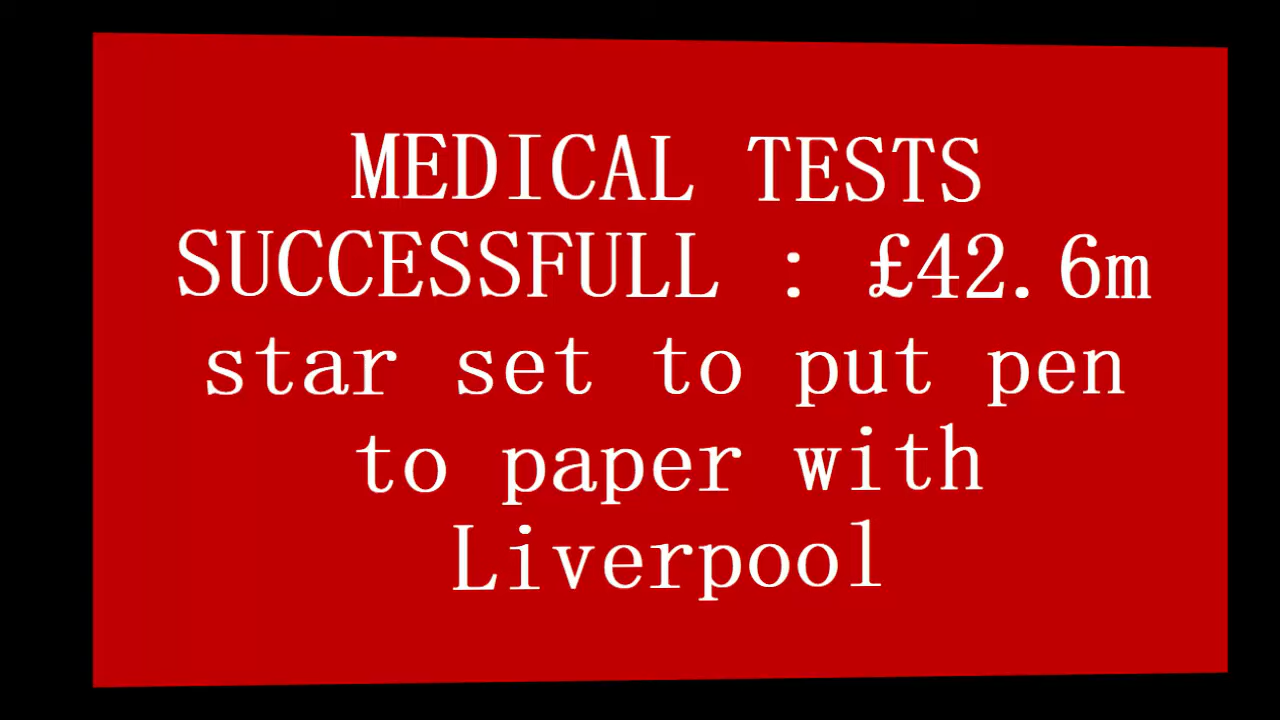 MEDICAL TESTS
SUCCESSFULL : £42.6m
star set to put pen
to paper with
Liverpool